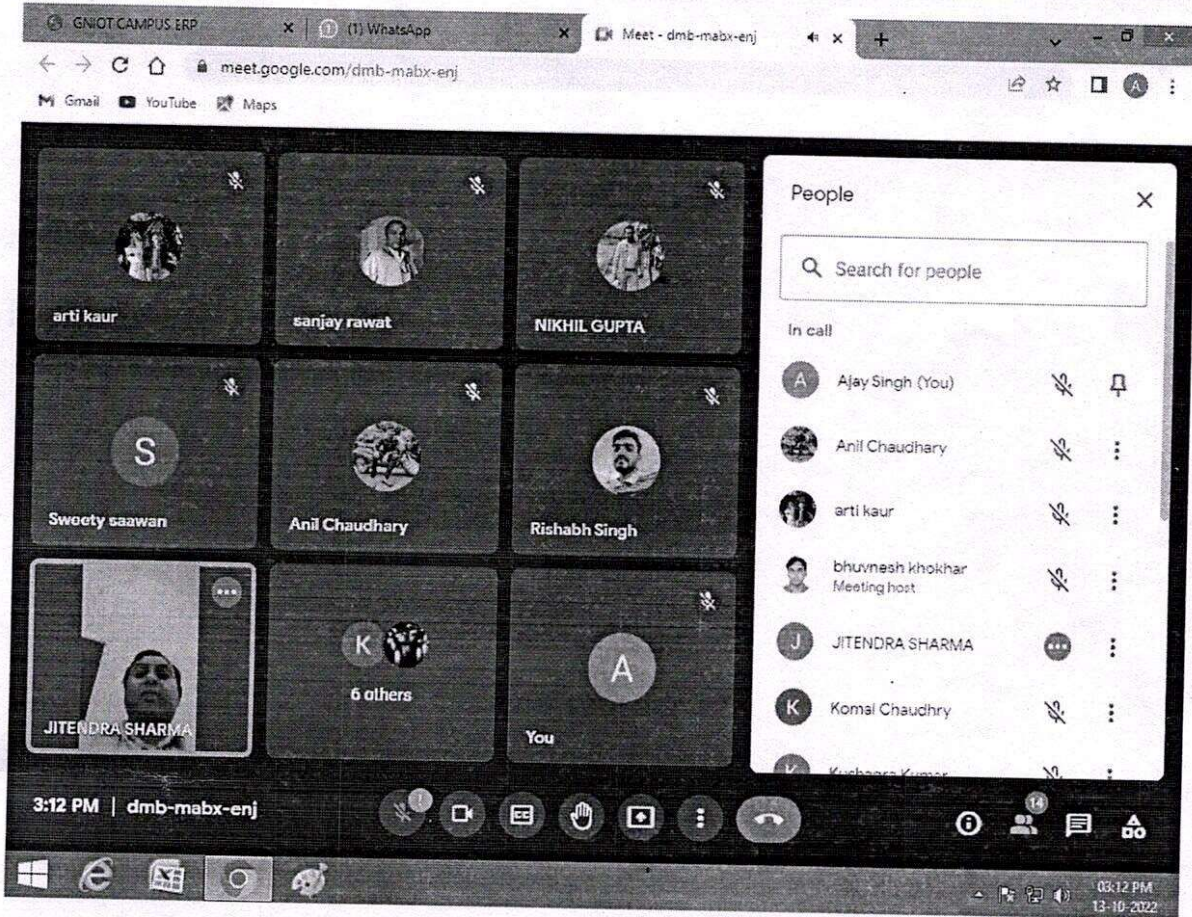 GNIOT CAMPUS ERP
(1) WhatsApp
Meet - dmb-mabx-enj
meet.google.com/dmb-mabx-enj
A
Gmail
YouTube
Maps
arti kaur
sanjay rawat
NIKHIL GUPTA
S
Sweety saawan
Anil Chaudhary
Rishabh Singh
JITENDRA SHARMA
K
6 others
A
You
People
Search for people
In call
A
Ajay Singh (You)
Anil Chaudhary
arti kaur
bhuvnesh khokhar
Meeting host
J
JITENDRA SHARMA
K
Komal Chaudhry
K
Kushagra Kumar
3:12 PM | dmb-mabx-enj
CC
14
03:12 PM
13-10-2022